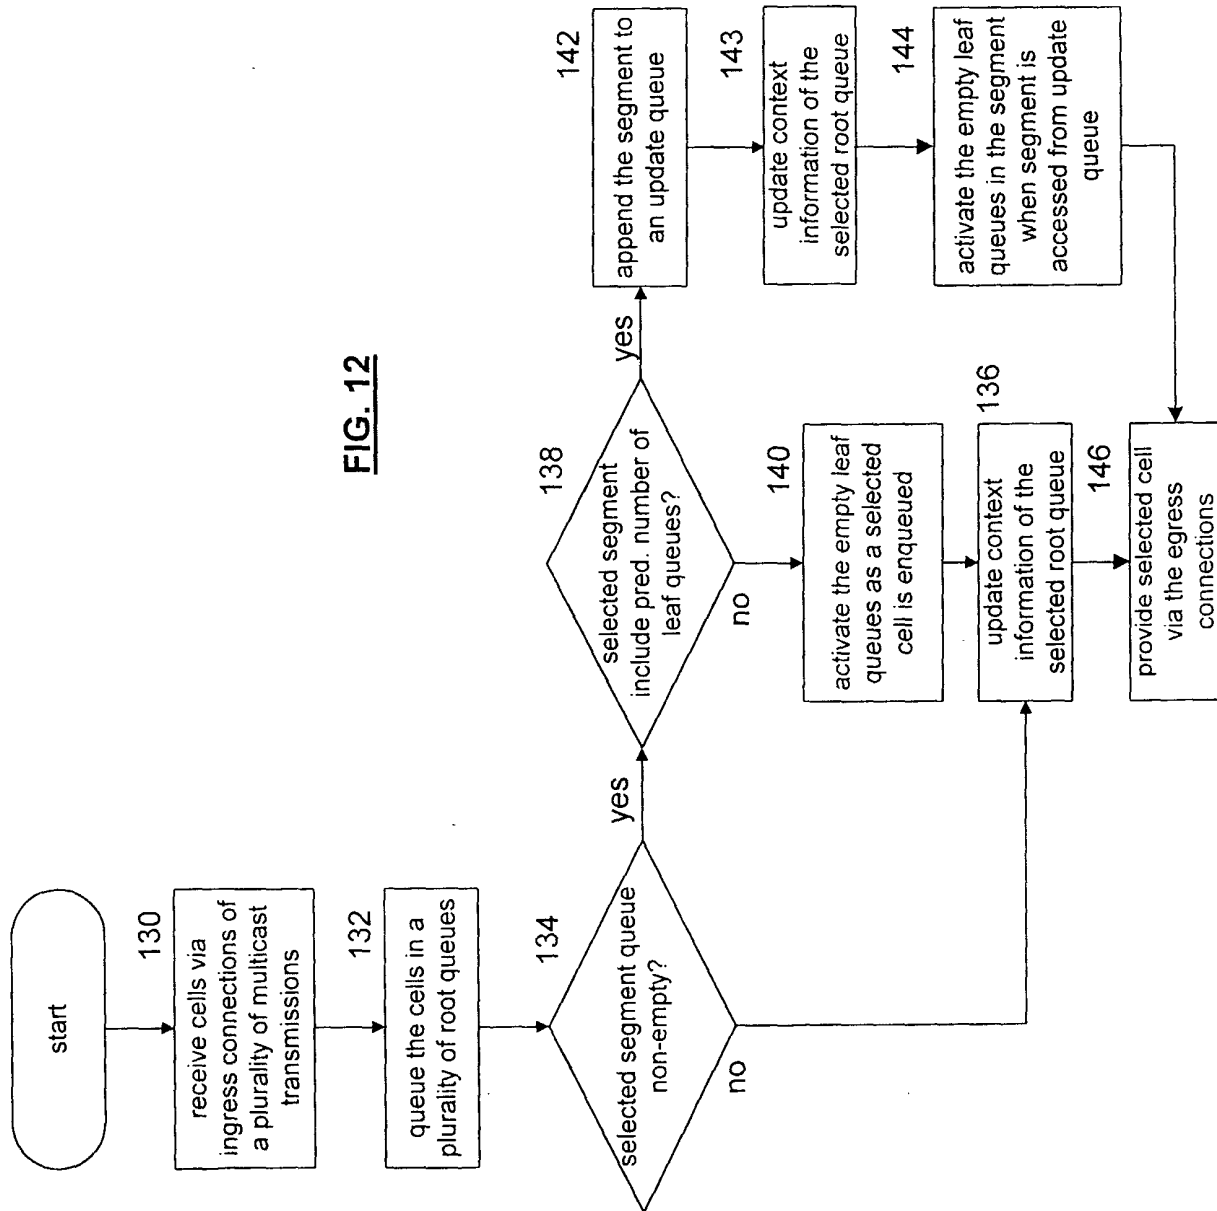 FIG. 12
start
130
receive cells via
ingress connections of
a plurality of multicast
transmissions
132
queue the cells in a
plurality of root queues
134
selected segment queue
non-empty?
yes
no
138
selected segment
include pred. number of
leaf queues?
yes
no
140
activate the empty leaf
queues as a selected
cell is enqueued
136
update context
information of the
selected root queue
142
append the segment to
an update queue
143
update context
information of the
selected root queue
144
activate the empty leaf
queues in the segment
when segment is
accessed from update
queue
146
provide selected cell
via the egress
connections